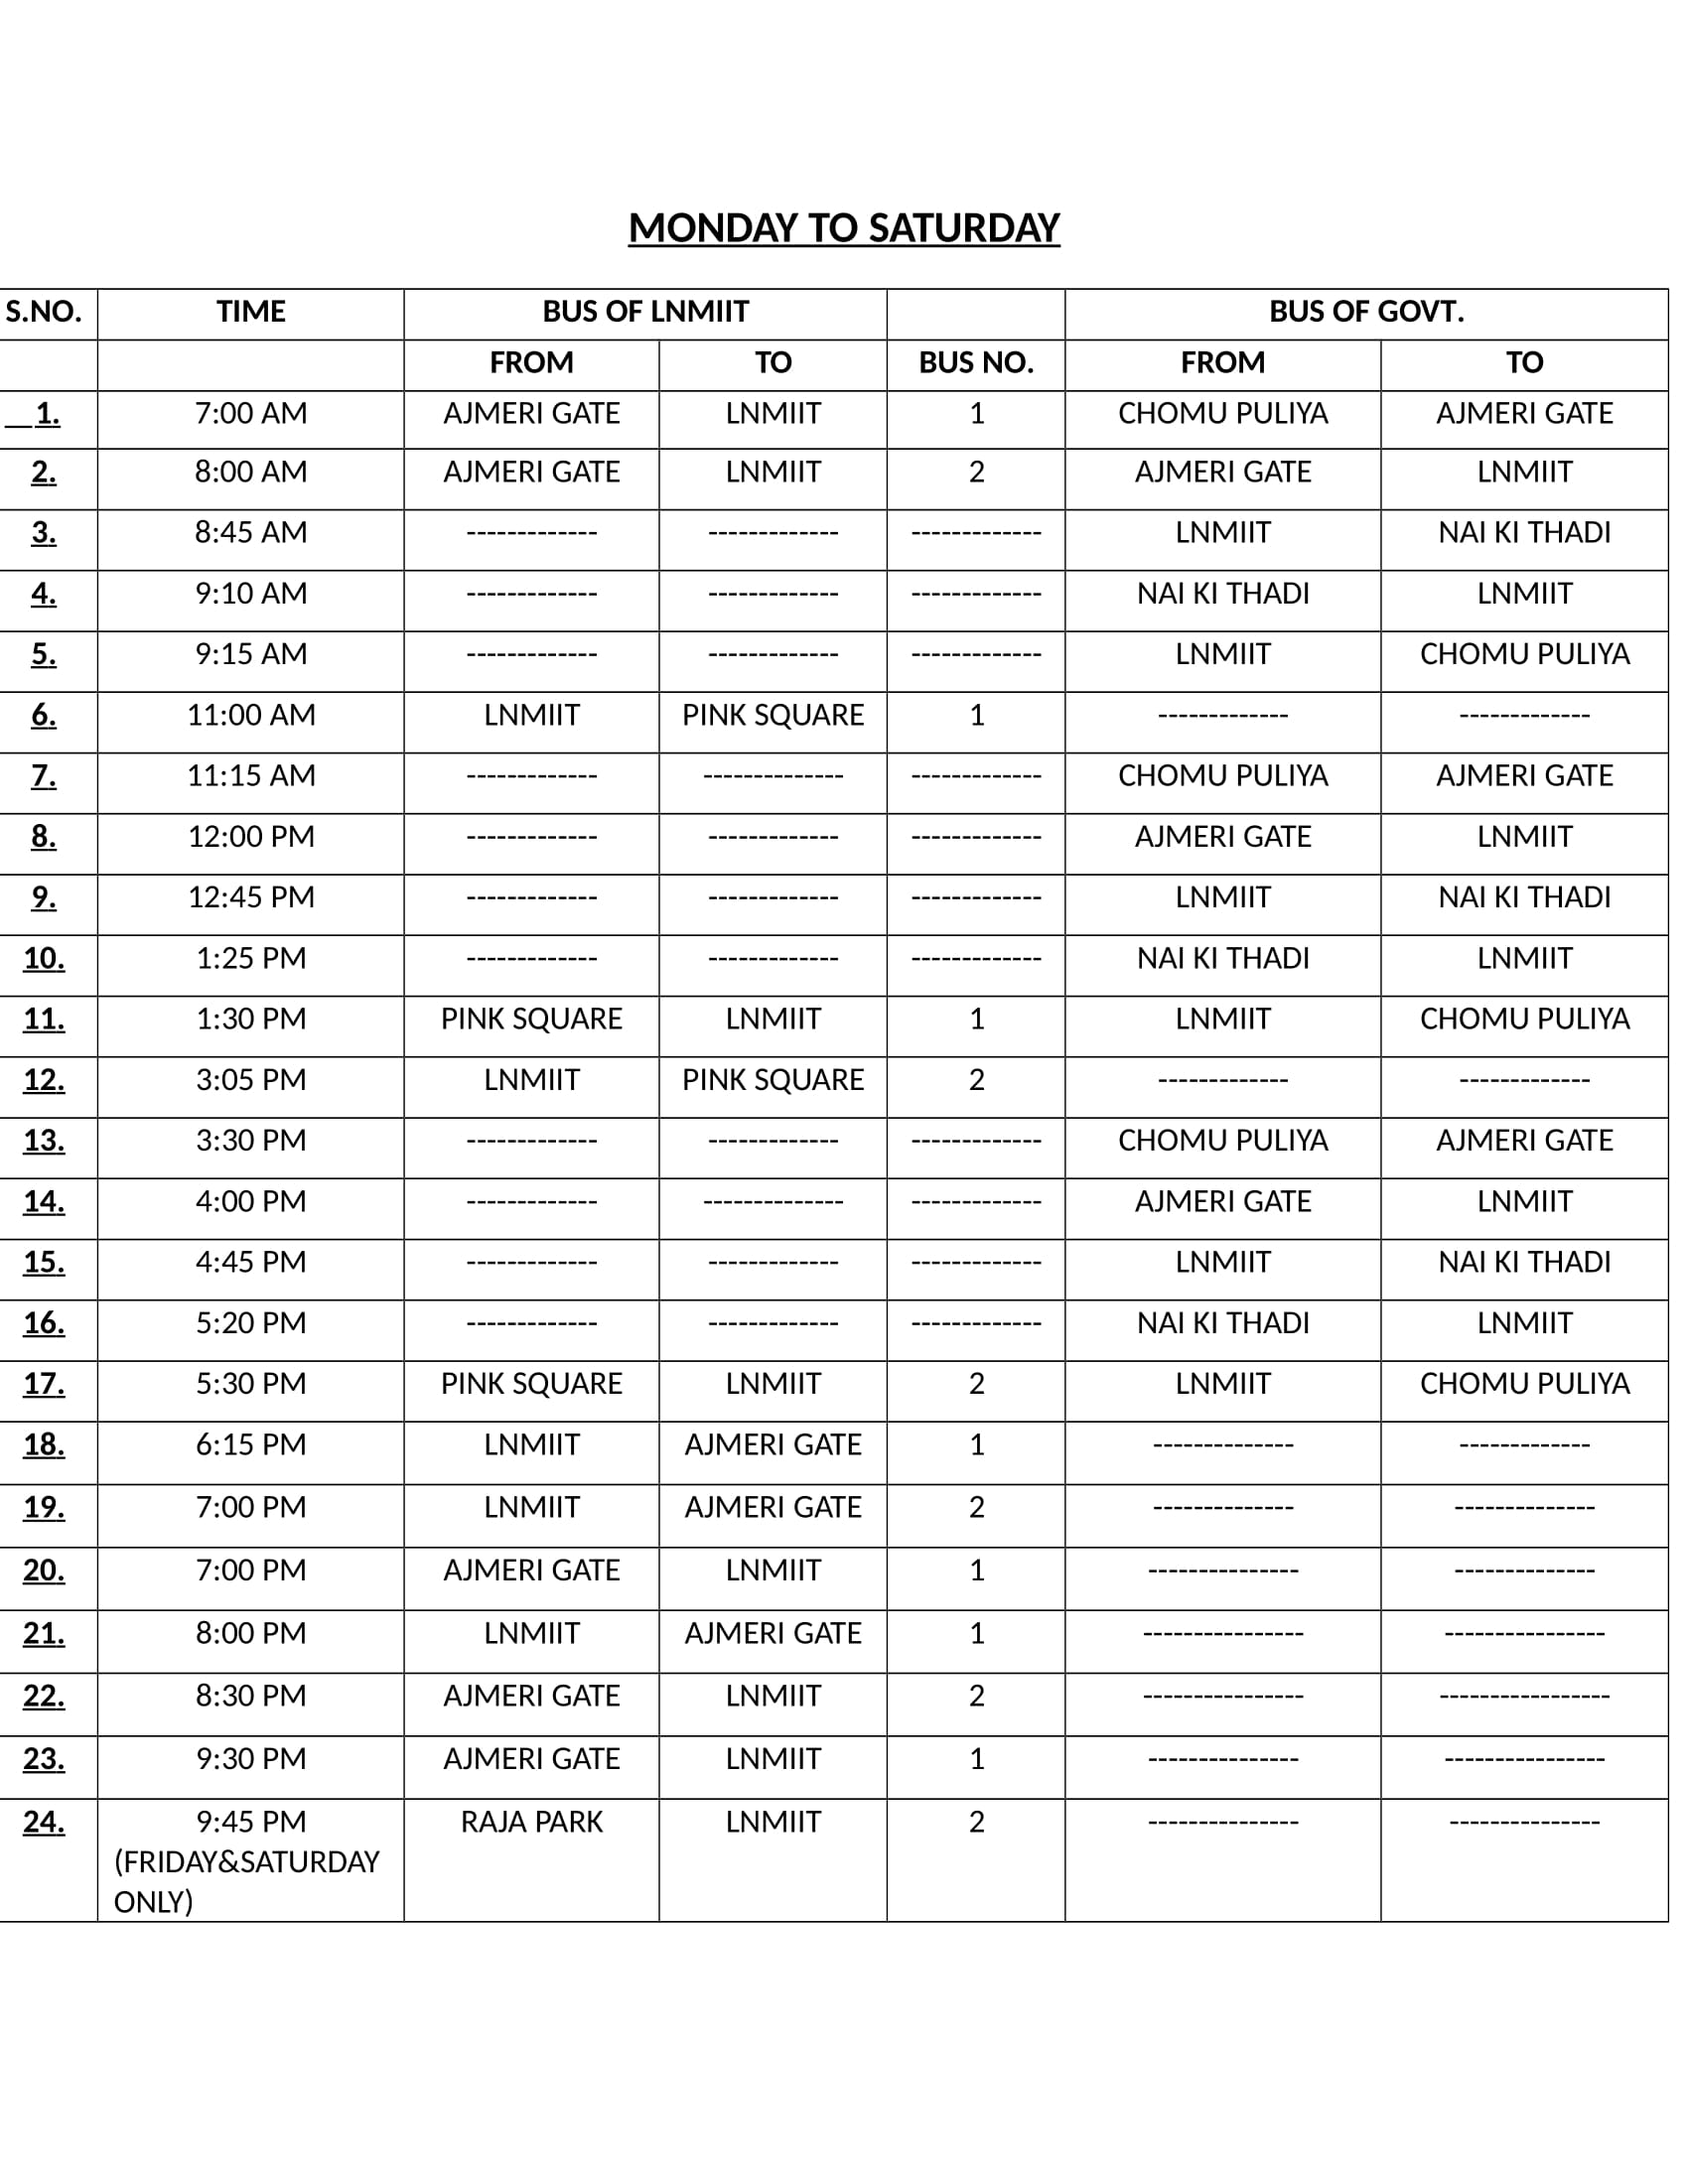 MONDAY TO SATURDAY
S.NO. TIME BUS OF LNMIIT BUS OF GOVT.
FROM TO BUS NO. FROM TO
1. 7:00 AM AJMERI GATE LNMIIT 1 CHOMU PULIYA AJMERI GATE
2. 8:00 AM AJMERI GATE LNMIIT 2 AJMERI GATE LNMIIT
3. 8:45 AM ------------- ------------- ------------- LNMIIT NAI KI THADI
4. 9:10 AM ------------- ------------- ------------- NAI KI THADI LNMIIT
5. 9:15 AM ------------- ------------- ------------- LNMIIT CHOMU PULIYA
6. 11:00 AM LNMIIT PINK SQUARE 1 ------------- -------------
7. 11:15 AM ------------- -------------- ------------- CHOMU PULIYA AJMERI GATE
8. 12:00 PM ------------- ------------- ------------- AJMERI GATE LNMIIT
9. 12:45 PM ------------- ------------- ------------- LNMIIT NAI KI THADI
10. 1:25 PM ------------- ------------- ------------- NAI KI THADI LNMIIT
11. 1:30 PM PINK SQUARE LNMIIT 1 LNMIIT CHOMU PULIYA
12. 3:05 PM LNMIIT PINK SQUARE 2 ------------- -------------
13. 3:30 PM ------------- ------------- ------------- CHOMU PULIYA AJMERI GATE
14. 4:00 PM ------------- -------------- ------------- AJMERI GATE LNMIIT
15. 4:45 PM ------------- ------------- ------------- LNMIIT NAI KI THADI
16. 5:20 PM ------------- ------------- ------------- NAI KI THADI LNMIIT
17. 5:30 PM PINK SQUARE LNMIIT 2 LNMIIT CHOMU PULIYA
18. 6:15 PM LNMIIT AJMERI GATE 1 -------------- -------------
19. 7:00 PM LNMIIT AJMERI GATE 2 -------------- --------------
20. 7:00 PM AJMERI GATE LNMIIT 1 --------------- --------------
21. 8:00 PM LNMIIT AJMERI GATE 1 ---------------- ----------------
22. 8:30 PM AJMERI GATE LNMIIT 2 ---------------- -----------------
23. 9:30 PM AJMERI GATE LNMIIT 1 --------------- ----------------
24. 9:45 PM RAJA PARK LNMIIT 2 --------------- ---------------
(FRIDAY&SATURDAY
ONLY)